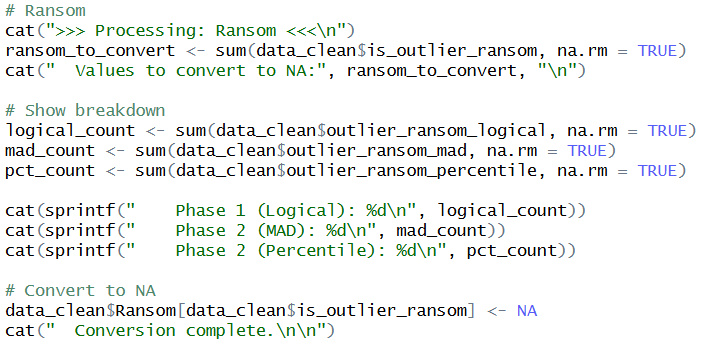 # Ransom
cat(">>> Processing: Ransom <<<\n")
ransom_to_convert <- sum(data_clean$is_outlier_ransom, na.rm = TRUE)
cat("  Values to convert to NA:", ransom_to_convert, "\n")

# Show breakdown
logical_count <- sum(data_clean$outlier_ransom_logical, na.rm = TRUE)
mad_count <- sum(data_clean$outlier_ransom_mad, na.rm = TRUE)
pct_count <- sum(data_clean$outlier_ransom_percentile, na.rm = TRUE)

cat(sprintf("    Phase 1 (Logical): %d\n", logical_count))
cat(sprintf("    Phase 2 (MAD): %d\n", mad_count))
cat(sprintf("    Phase 2 (Percentile): %d\n", pct_count))

# Convert to NA
data_clean$Ransom[data_clean$is_outlier_ransom] <- NA
cat("  Conversion complete.\n\n")